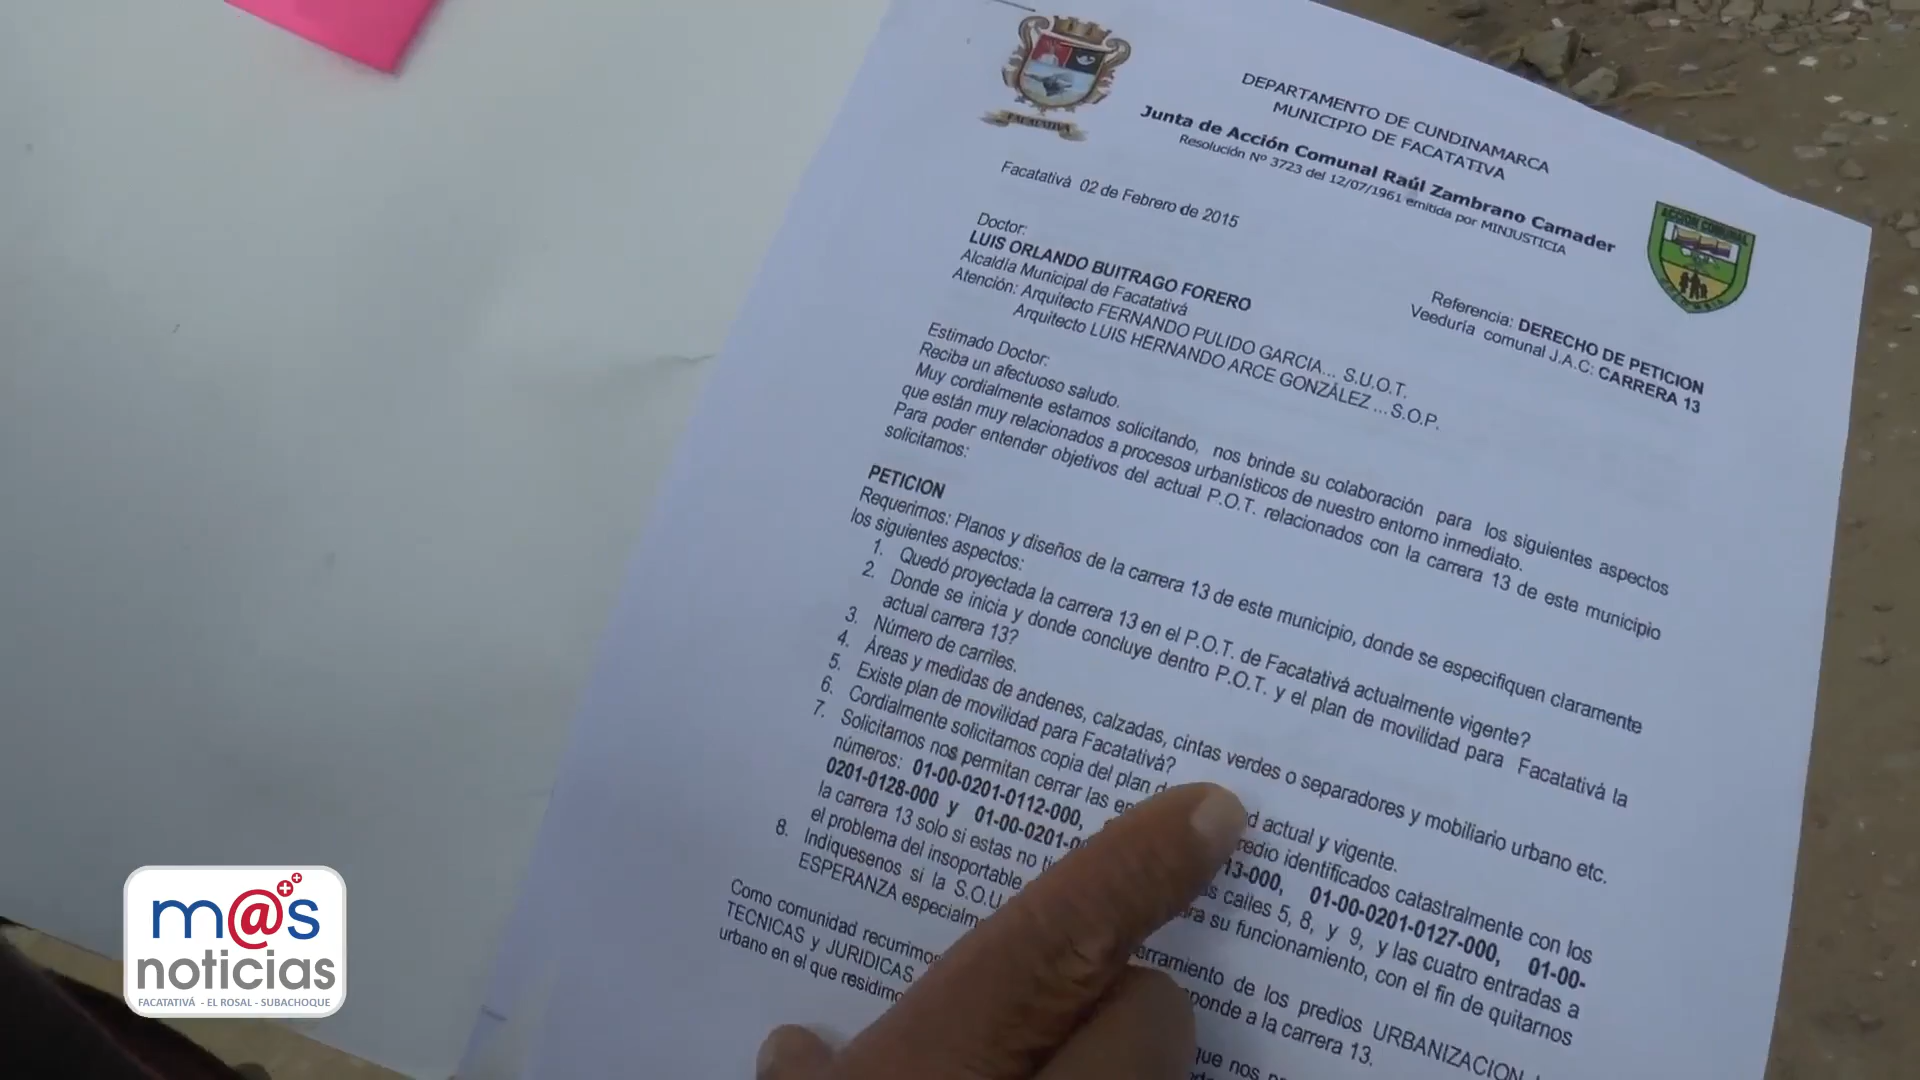 FACATATIVA
DEPARTAMENTO DE CUNDINAMARCA
MUNICIPIO DE FACATATIVA
Junta de Acción Comunal Raúl Zambrano Camader
Resolución Nº 3723 del 12/07/1961 emitida por MINJUSTICIA
ACCION COMUNAL
Facatativá 02 de Febrero de 2015
Doctor:
LUIS ORLANDO BUITRAGO FORERO
Alcaldía Municipal de Facatativá
Atención: Arquitecto FERNANDO PULIDO GARCIA... S.U.O.T.
Arquitecto LUIS HERNANDO ARCE GONZÁLEZ ... S.O.P.
Referencia: DERECHO DE PETICION
Veeduría comunal J.A.C: CARRERA 13
Estimado Doctor:
Reciba un afectuoso saludo.
Muy cordialmente estamos solicitando, nos brinde su colaboración para los siguientes aspectos
que están muy relacionados a procesos urbanísticos de nuestro entorno inmediato.
Para poder entender objetivos del actual P.O.T. relacionados con la carrera 13 de este municipio
solicitamos:
PETICION
Requerimos: Planos y diseños de la carrera 13 de este municipio, donde se especifiquen claramente
los siguientes aspectos:
1. Quedó proyectada la carrera 13 en el P.O.T. de Facatativá actualmente vigente?
2. Donde se inicia y donde concluye dentro P.O.T. y el plan de movilidad para Facatativá la
actual carrera 13?
3. Número de carriles.
4. Áreas y medidas de andenes, calzadas, cintas verdes o separadores y mobiliario urbano etc.
5. Existe plan de movilidad para Facatativá?
6. Cordialmente solicitamos copia del plan d actual y vigente.
7. Solicitamos nos permitan cerrar las identificados catastralmente con los
números: 01-00-0201-0112-000, 13-000, 01-00-0201-0127-000, 01-00-
0201-0128-000 y 01-00-0201-0 calles 5, 8, y 9, y las cuatro entradas a
la carrera 13 solo si estas no su funcionamiento, con el fin de quitarnos
el problema del insoportable
8. Indíquesenos si la S.O.U. de los predios URBANIZACION
ESPERANZA a la carrera 13.
Como comunidad recurrimos que nos
TECNICAS y JURIDICAS
urbano en el que
m@s
noticias
FACATATIVÁ - EL ROSAL - SUBACHOQUE